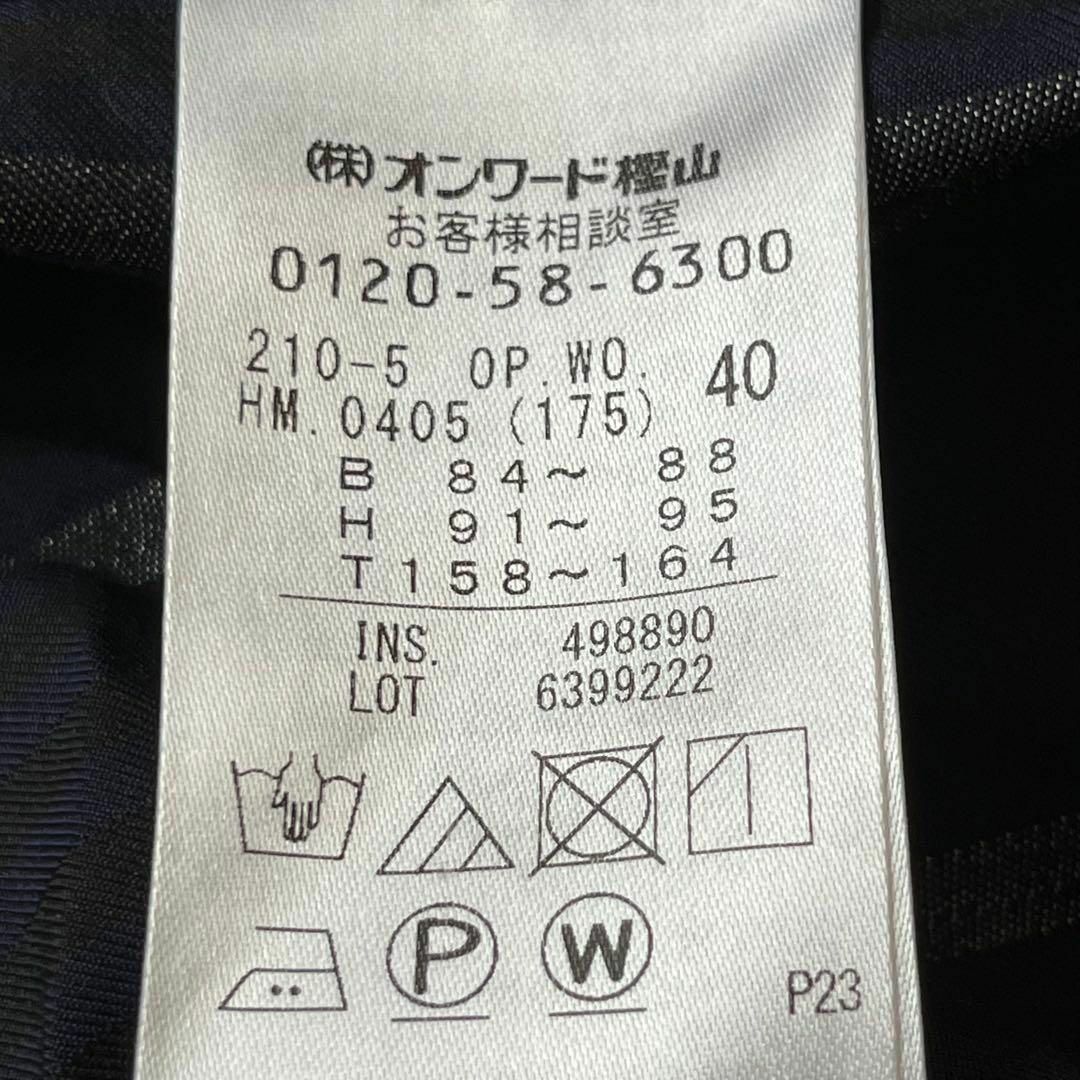 (株)オンワード樫山
お客様相談室
0120-58-6300
210-5 OP.WO. 40
HM.0405(175)
B 84~88
H 91~95
T158~164
INS. 498890
LOT 6399222
P W
P23